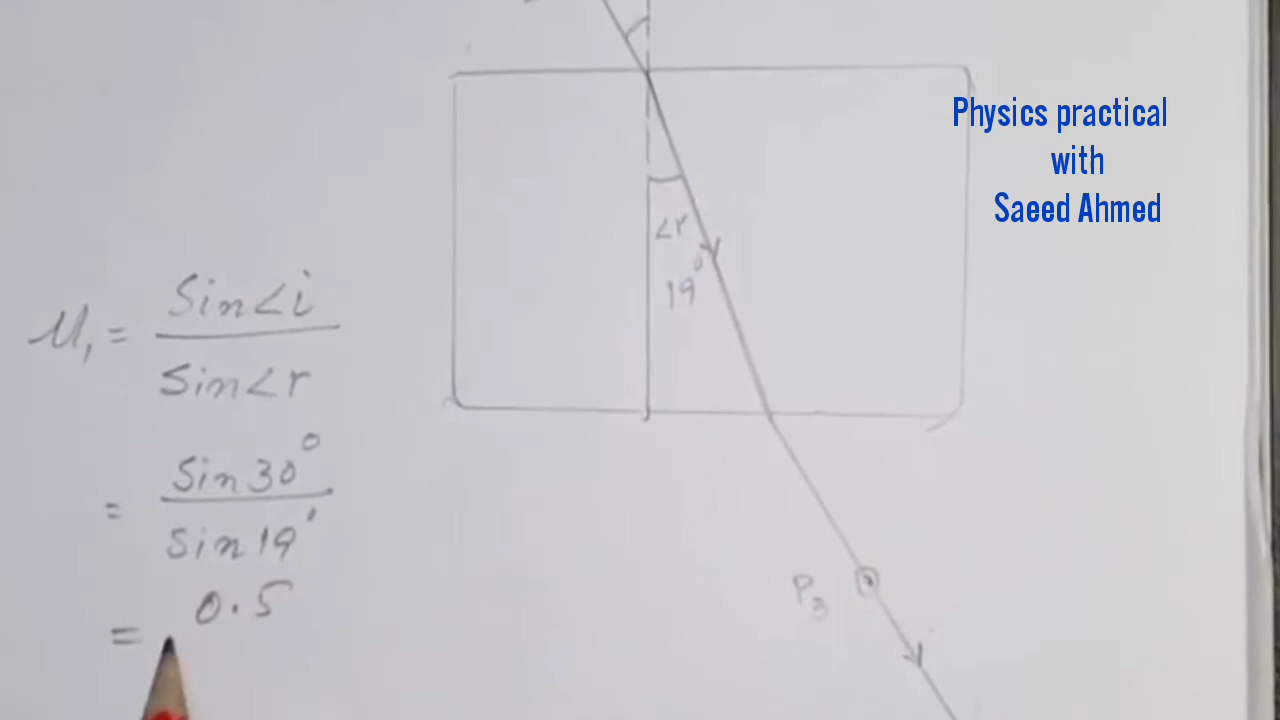 Physics practical
with
Saeed Ahmed
∠r
19°
μ₁ = Sin∠i / Sin∠r
= Sin30° / Sin19°
= 0.5
P₃